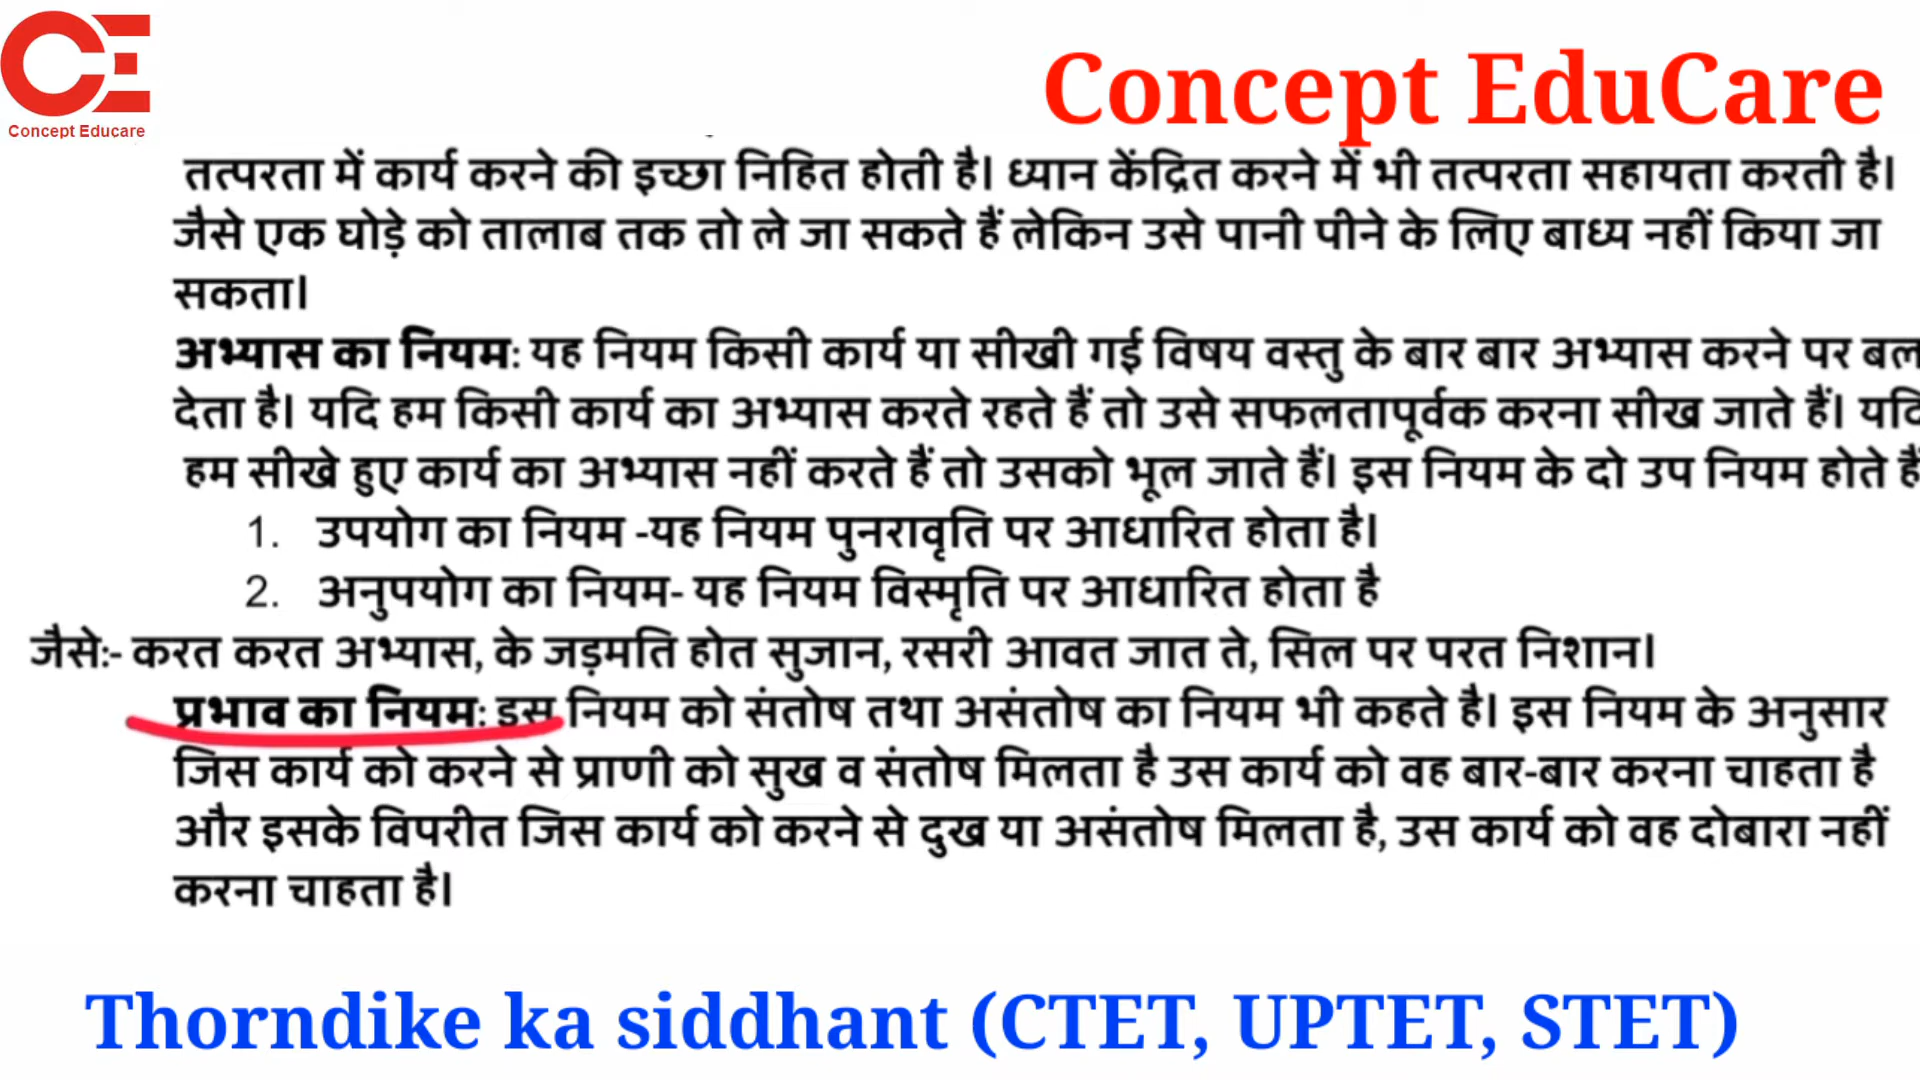 Concept Educare
Concept EduCare
तत्परता में कार्य करने की इच्छा निहित होती है। ध्यान केंद्रित करने में भी तत्परता सहायता करती है।
जैसे एक घोड़े को तालाब तक तो ले जा सकते हैं लेकिन उसे पानी पीने के लिए बाध्य नहीं किया जा
सकता।
अभ्यास का नियम: यह नियम किसी कार्य या सीखी गई विषय वस्तु के बार बार अभ्यास करने पर बल
देता है। यदि हम किसी कार्य का अभ्यास करते रहते हैं तो उसे सफलतापूर्वक करना सीख जाते हैं। यदि
हम सीखे हुए कार्य का अभ्यास नहीं करते हैं तो उसको भूल जाते हैं। इस नियम के दो उप नियम होते हैं
1. उपयोग का नियम -यह नियम पुनरावृति पर आधारित होता है।
2. अनुपयोग का नियम- यह नियम विस्मृति पर आधारित होता है
जैसे:- करत करत अभ्यास, के जड़मति होत सुजान, रसरी आवत जात ते, सिल पर परत निशान।
प्रभाव का नियम: इस नियम को संतोष तथा असंतोष का नियम भी कहते है। इस नियम के अनुसार
जिस कार्य को करने से प्राणी को सुख व संतोष मिलता है उस कार्य को वह बार-बार करना चाहता है
और इसके विपरीत जिस कार्य को करने से दुख या असंतोष मिलता है, उस कार्य को वह दोबारा नहीं
करना चाहता है।
Thorndike ka siddhant (CTET, UPTET, STET)